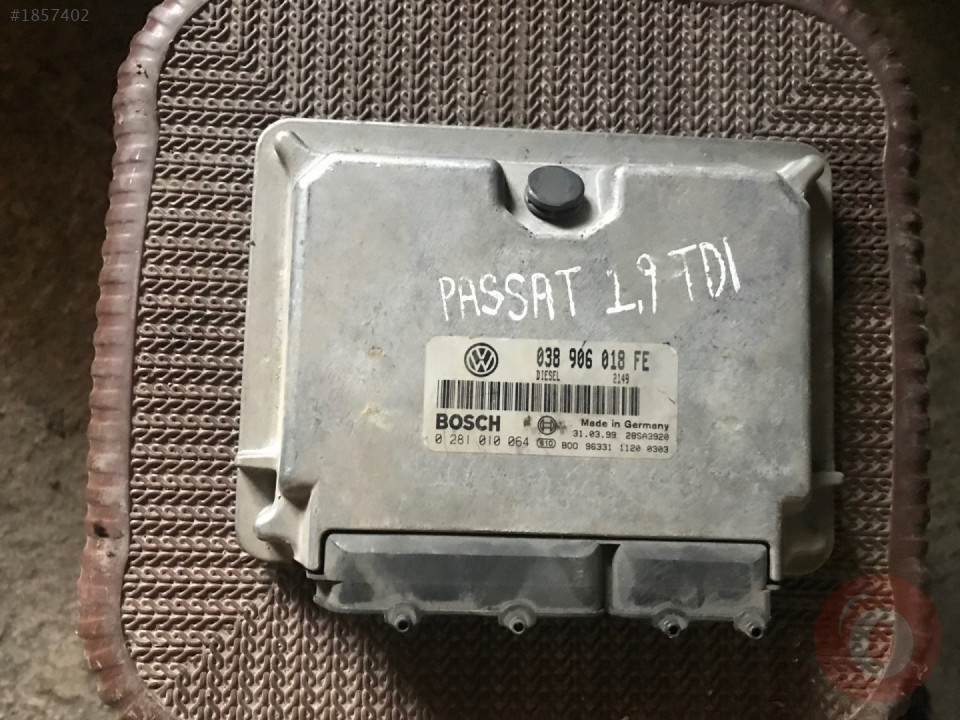 #1857402
PASSAT 1,9 TDI
038 906 018 FE
DIESEL 2149
BOSCH Made in Germany
31.03.99 28SA3920
0 281 010 064 B00 96331 1120 0303